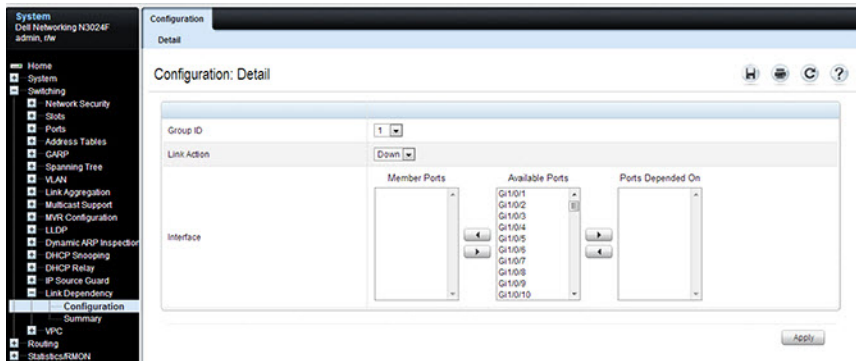 System
Dell Networking N3024F
admin, r/w
Home
System
Switching
Network Security
Slots
Ports
Address Tables
GARP
Spanning Tree
VLAN
Link Aggregation
Multicast Support
MVR Configuration
LLDP
Dynamic ARP Inspection
DHCP Snooping
DHCP Relay
IP Source Guard
Link Dependency
Configuration
Summary
VPC
Routing
Statistics/RMON
Configuration
Detail
Configuration: Detail
?
Group ID
1
Link Action
Down
Interface
Member Ports
Available Ports
Ports Depended On
Gi1/0/1
Gi1/0/2
Gi1/0/3
Gi1/0/4
Gi1/0/5
Gi1/0/6
Gi1/0/7
Gi1/0/8
Gi1/0/9
Gi1/0/10
Apply